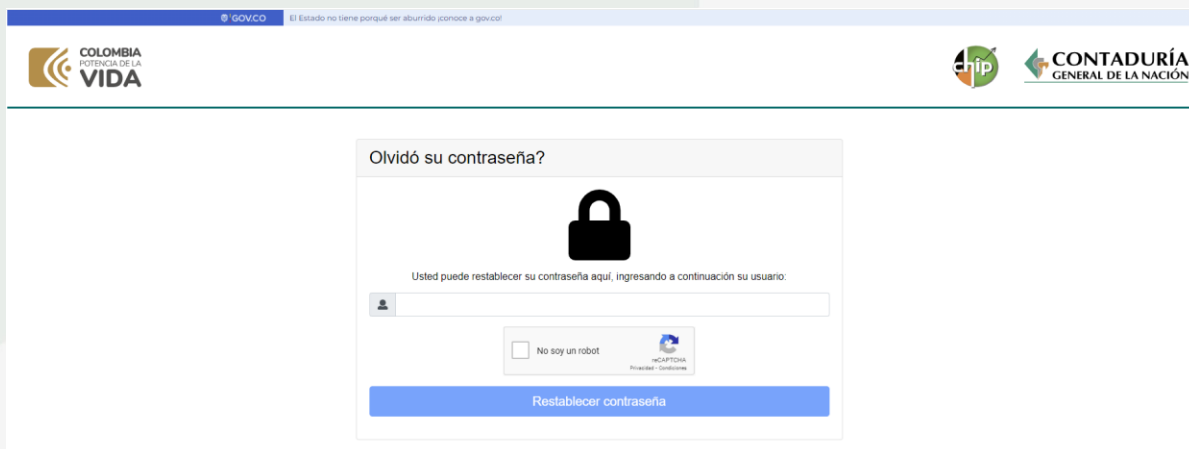 GOV.CO El Estado no tiene porqué ser aburrido ¡conoce a gov.co!
COLOMBIA
POTENCIA DE LA
VIDA
chip
CONTADURÍA
GENERAL DE LA NACIÓN
Olvidó su contraseña?
Usted puede restablecer su contraseña aquí, ingresando a continuación su usuario:
No soy un robot
reCAPTCHA
Privacidad - Condiciones
Restablecer contraseña